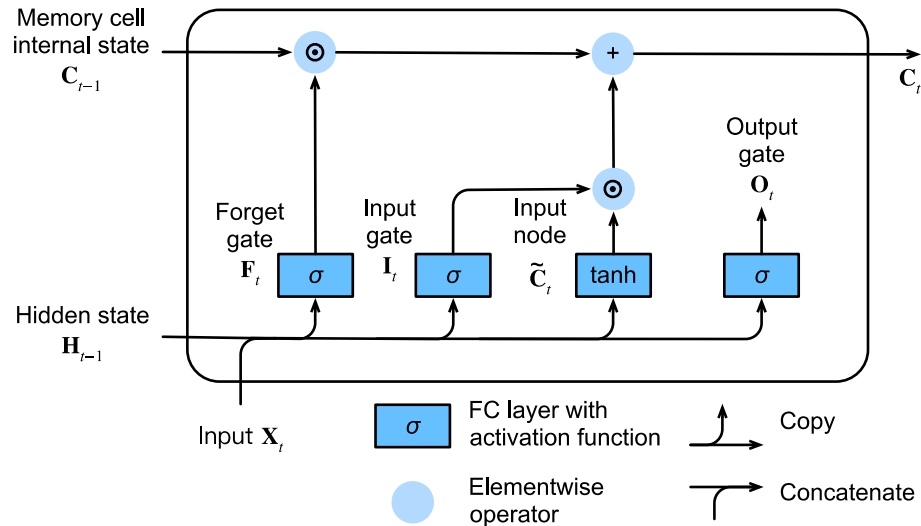 Memory cell
internal state
C_{t−1}
⊙
+
C_t
Output
gate
O_t
⊙
Forget
gate
F_t
Input
gate
I_t
Input
node
C̃_t
σ
σ
tanh
σ
Hidden state
H_{t−1}
Input X_t
σ
FC layer with
activation function
Copy
Elementwise
operator
Concatenate